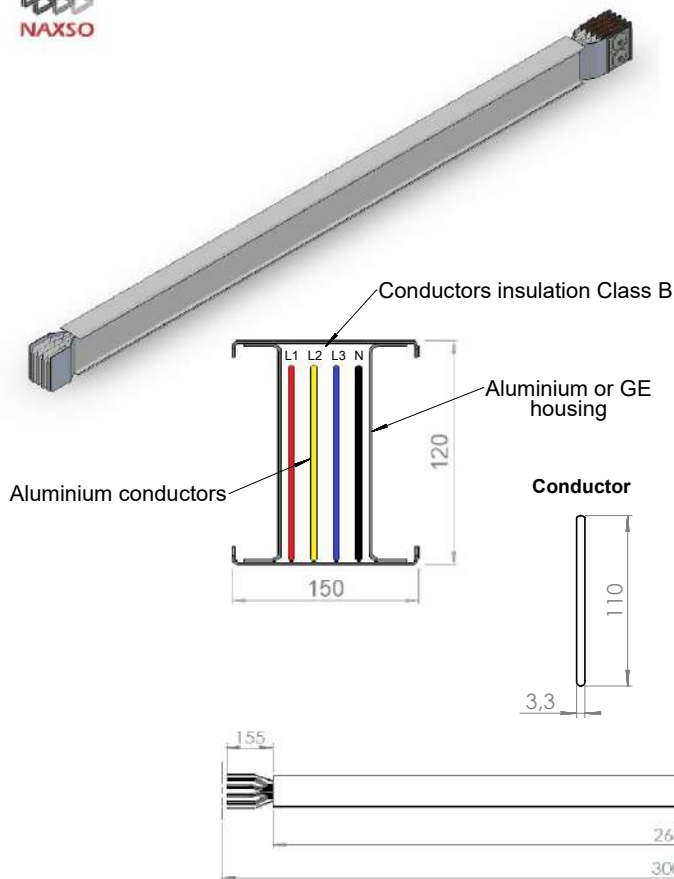 NAXSO
Conductors insulation Class B
L1 L2 L3 N
Aluminium or GE
housing
120
Aluminium conductors
Conductor
150
110
3,3
155